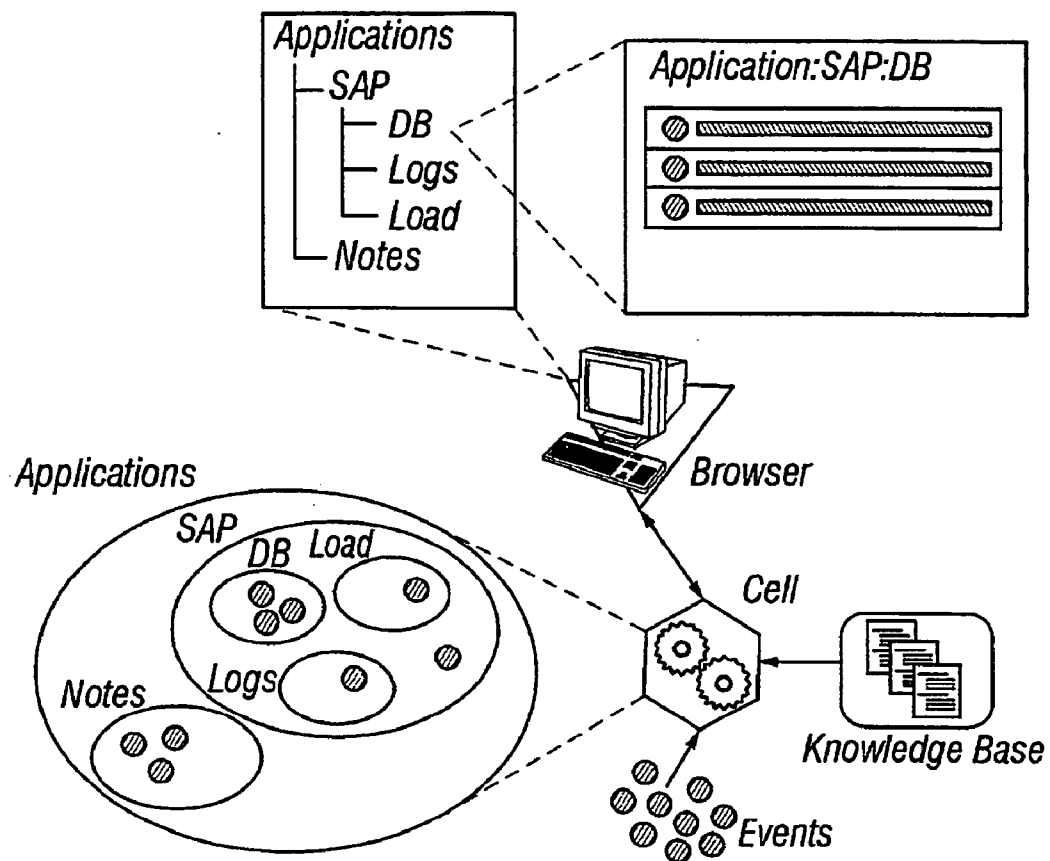 Applications
SAP
DB
Logs
Load
Notes
Application:SAP:DB
Browser
Applications
SAP
DB
Load
Logs
Notes
Cell
Knowledge Base
Events